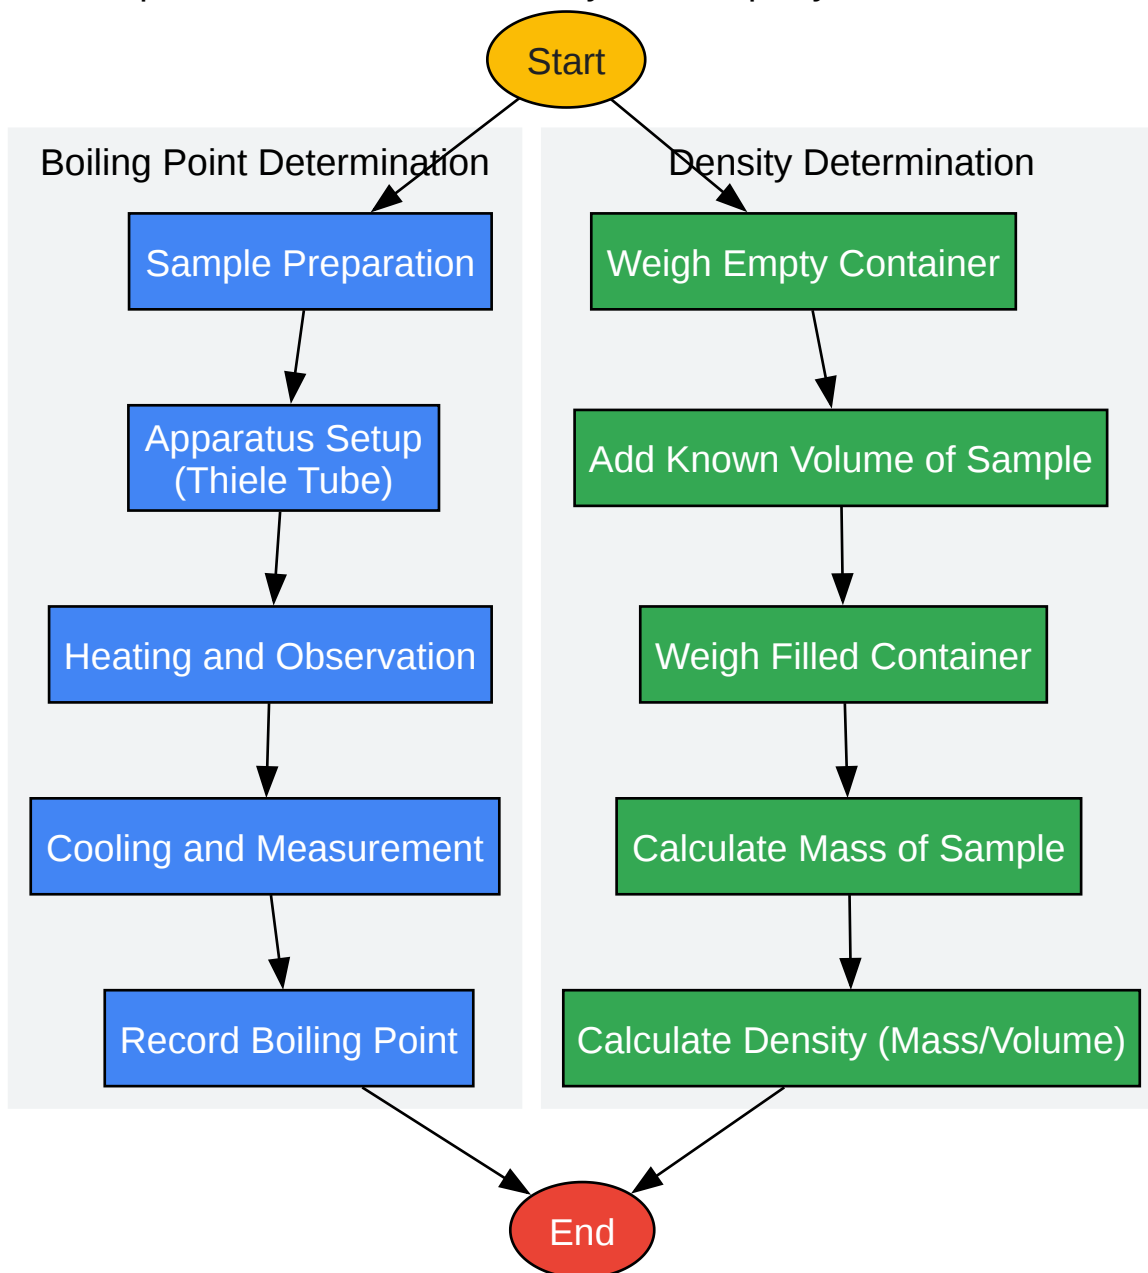 Start
Boiling Point Determination
Sample Preparation
Apparatus Setup
(Thiele Tube)
Heating and Observation
Cooling and Measurement
Record Boiling Point
Density Determination
Weigh Empty Container
Add Known Volume of Sample
Weigh Filled Container
Calculate Mass of Sample
Calculate Density (Mass/Volume)
End